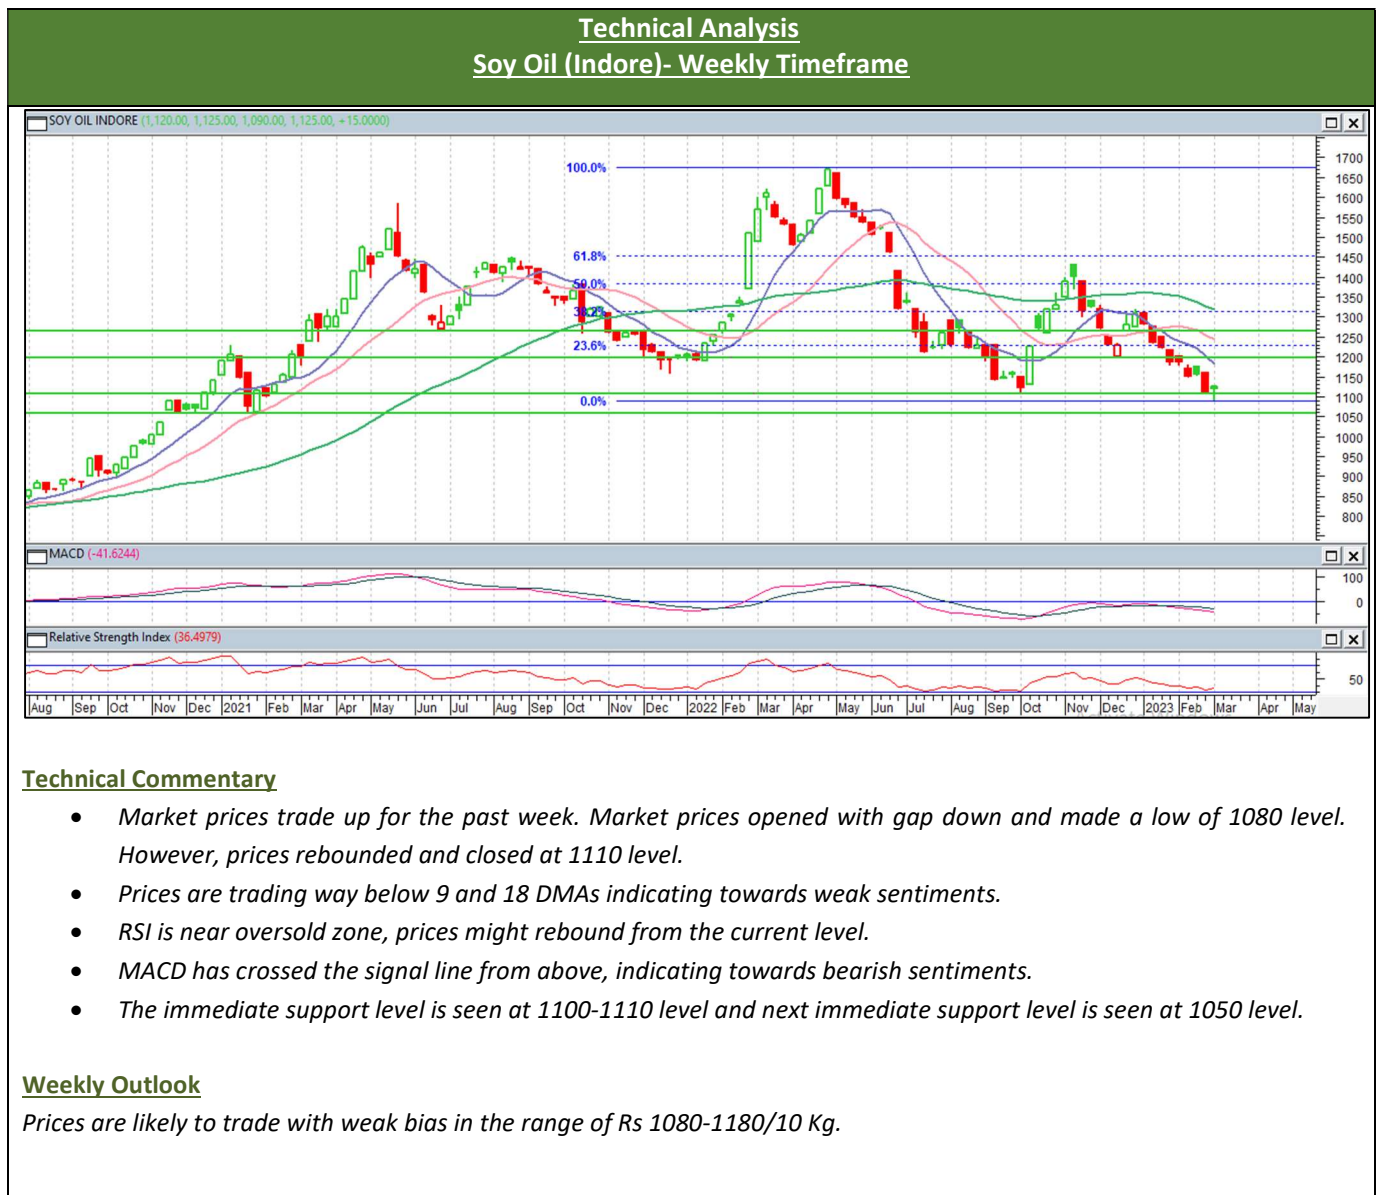 Technical Analysis
Soy Oil (Indore)- Weekly Timeframe
SOY OIL INDORE (1,120.00, 1,125.00, 1,090.00, 1,125.00, +15.0000)
100.0%
61.8%
50.0%
38.2%
23.6%
0.0%
1700
1650
1600
1550
1500
1450
1400
1350
1300
1250
1200
1150
1100
1050
1000
950
900
850
800
MACD (-41.6244)
100
0
Relative Strength Index (36.4979)
50
Aug Sep Oct Nov Dec 2021 Feb Mar Apr May Jun Jul Aug Sep Oct Nov Dec 2022 Feb Mar Apr May Jun Jul Aug Sep Oct Nov Dec 2023 Feb Mar Apr May
Technical Commentary
• Market prices trade up for the past week. Market prices opened with gap down and made a low of 1080 level.
However, prices rebounded and closed at 1110 level.
• Prices are trading way below 9 and 18 DMAs indicating towards weak sentiments.
• RSI is near oversold zone, prices might rebound from the current level.
• MACD has crossed the signal line from above, indicating towards bearish sentiments.
• The immediate support level is seen at 1100-1110 level and next immediate support level is seen at 1050 level.
Weekly Outlook
Prices are likely to trade with weak bias in the range of Rs 1080-1180/10 Kg.